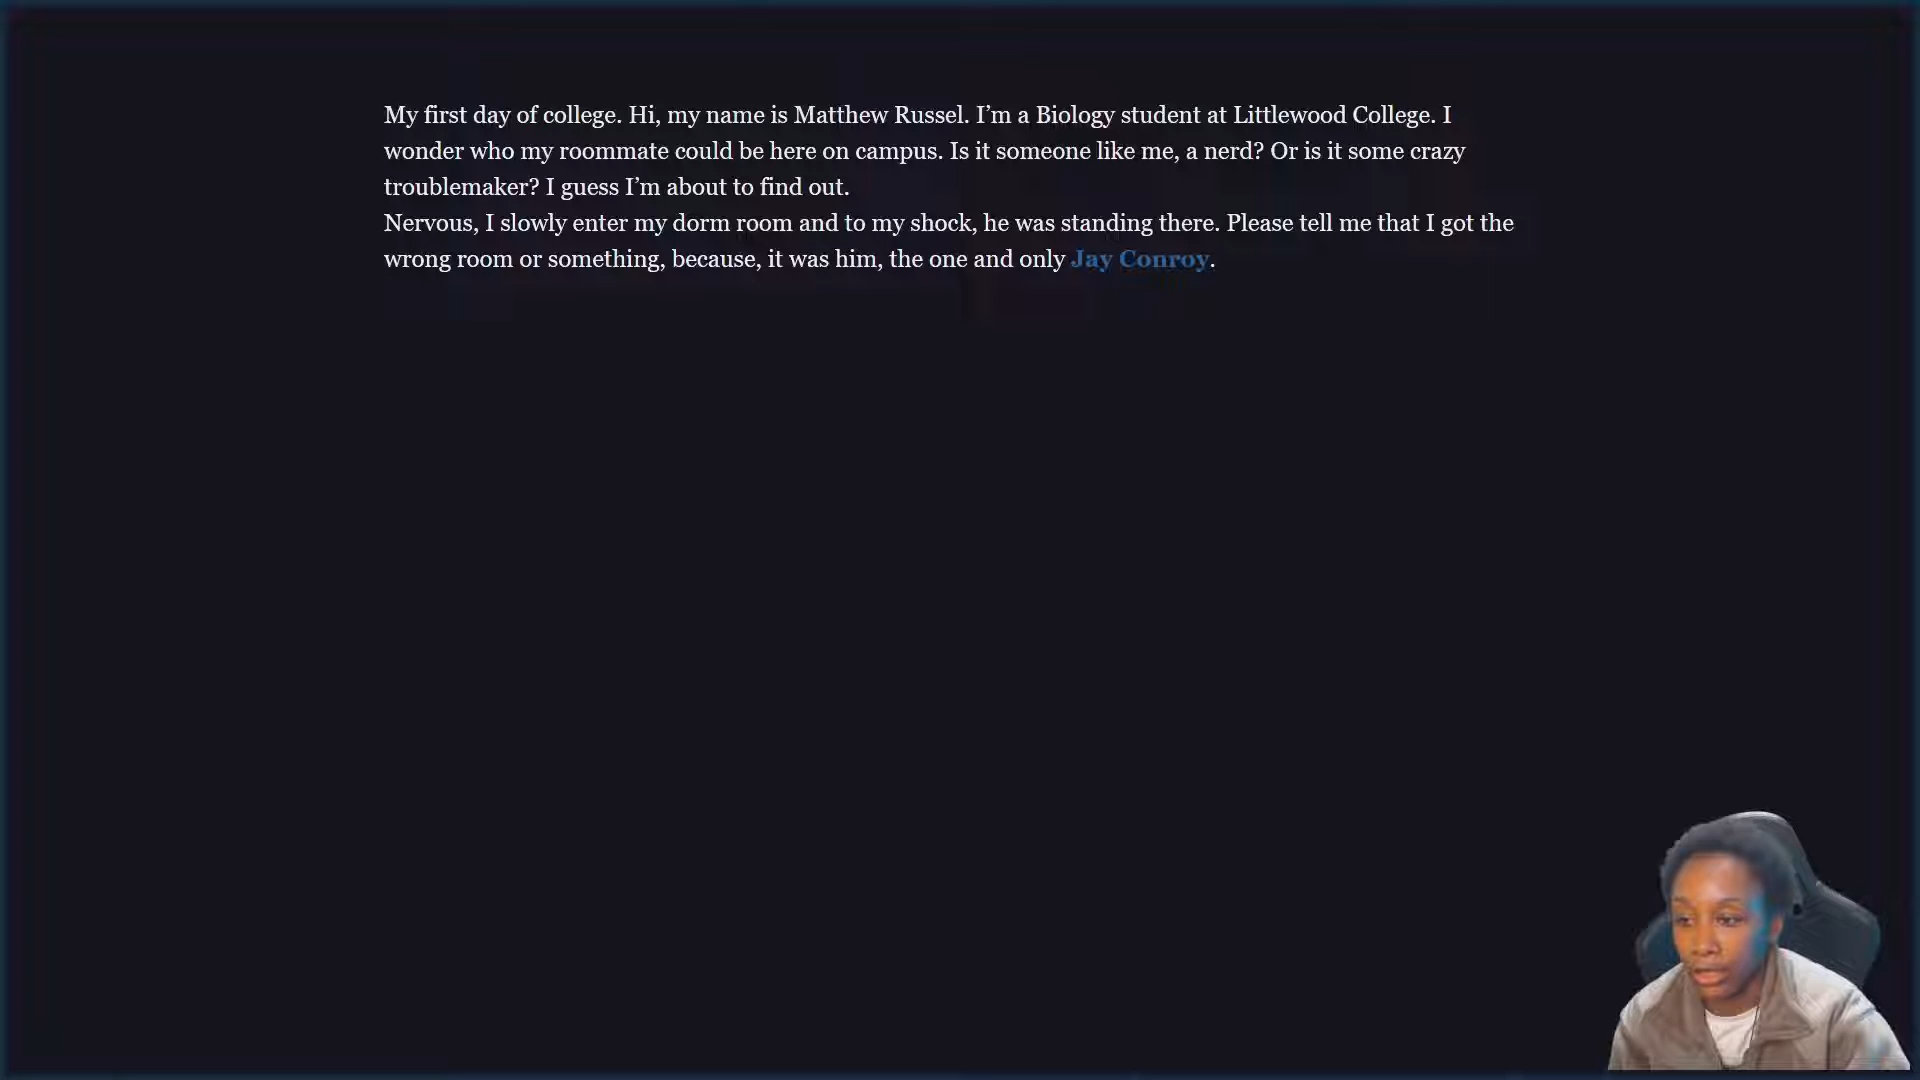 My first day of college. Hi, my name is Matthew Russel. I’m a Biology student at Littlewood College. I
wonder who my roommate could be here on campus. Is it someone like me, a nerd? Or is it some crazy
troublemaker? I guess I’m about to find out.
Nervous, I slowly enter my dorm room and to my shock, he was standing there. Please tell me that I got the
wrong room or something, because, it was him, the one and only Jay Conroy.